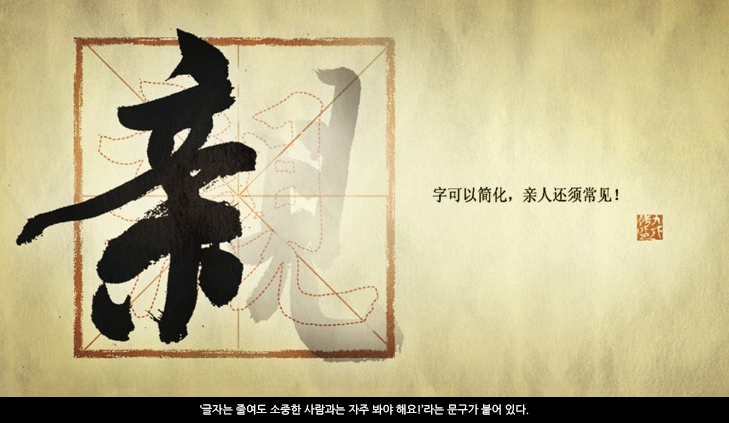 亲見
字可以简化，亲人还须常见！
'글자는 줄여도 소중한 사람과는 자주 봐야 해요!'라는 문구가 붙어 있다.